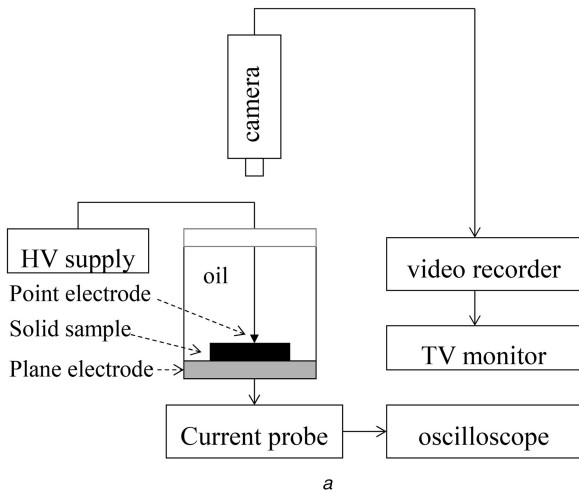 camera
HV supply
oil
Point electrode
Solid sample
Plane electrode
video recorder
TV monitor
Current probe
oscilloscope
a